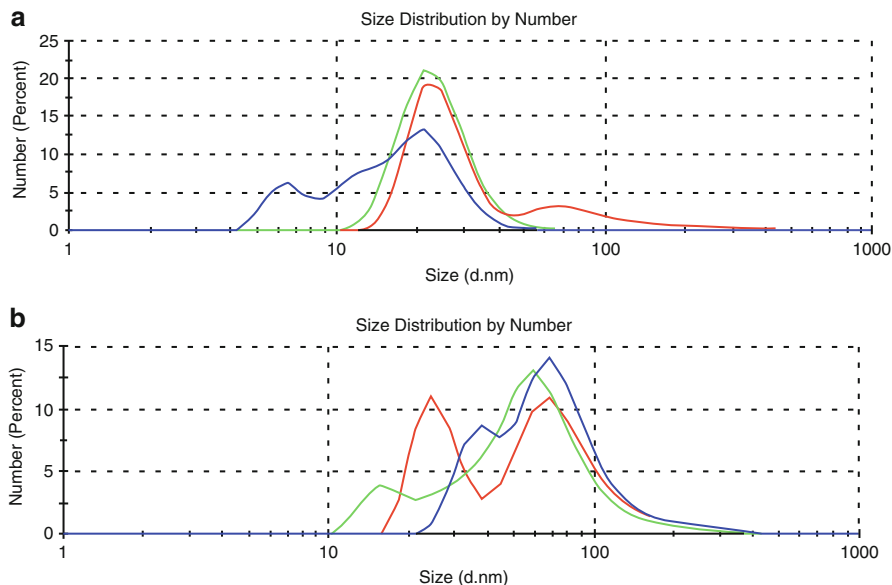 a
Size Distribution by Number
Number (Percent)
25
20
15
10
5
0
1 10 100 1000
Size (d.nm)
b
Size Distribution by Number
Number (Percent)
15
10
5
0
1 10 100 1000
Size (d.nm)